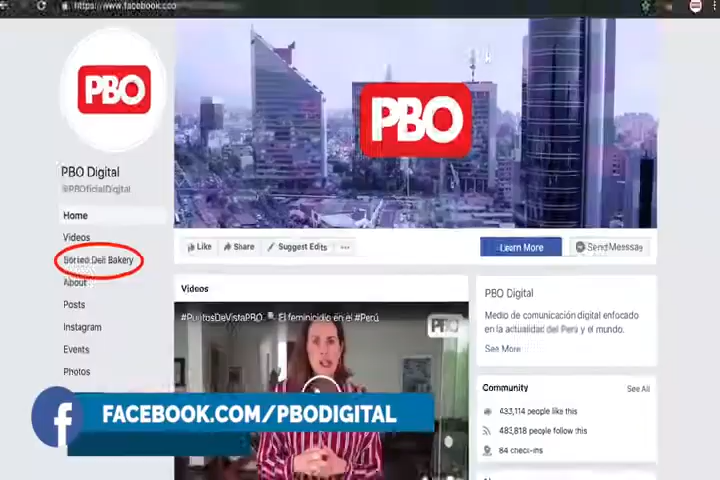 https://www.facebook.com
PBO
PBO
PBO Digital
@PBOficialDigital
Home
Videos
Sorteo Deli Bakery
About
Posts
Instagram
Events
Photos
Like
Share
Suggest Edits
Learn More
Send Message
Videos
#PuntosDeVistaPBO
El feminicidio en el #Perú
PBO
PBO Digital
Medio de comunicación digital enfocado
en la actualidad del Perú y el mundo.
See More
Community
See All
433,114 people like this
483,818 people follow this
84 check-ins
FACEBOOK.COM/PBODIGITAL